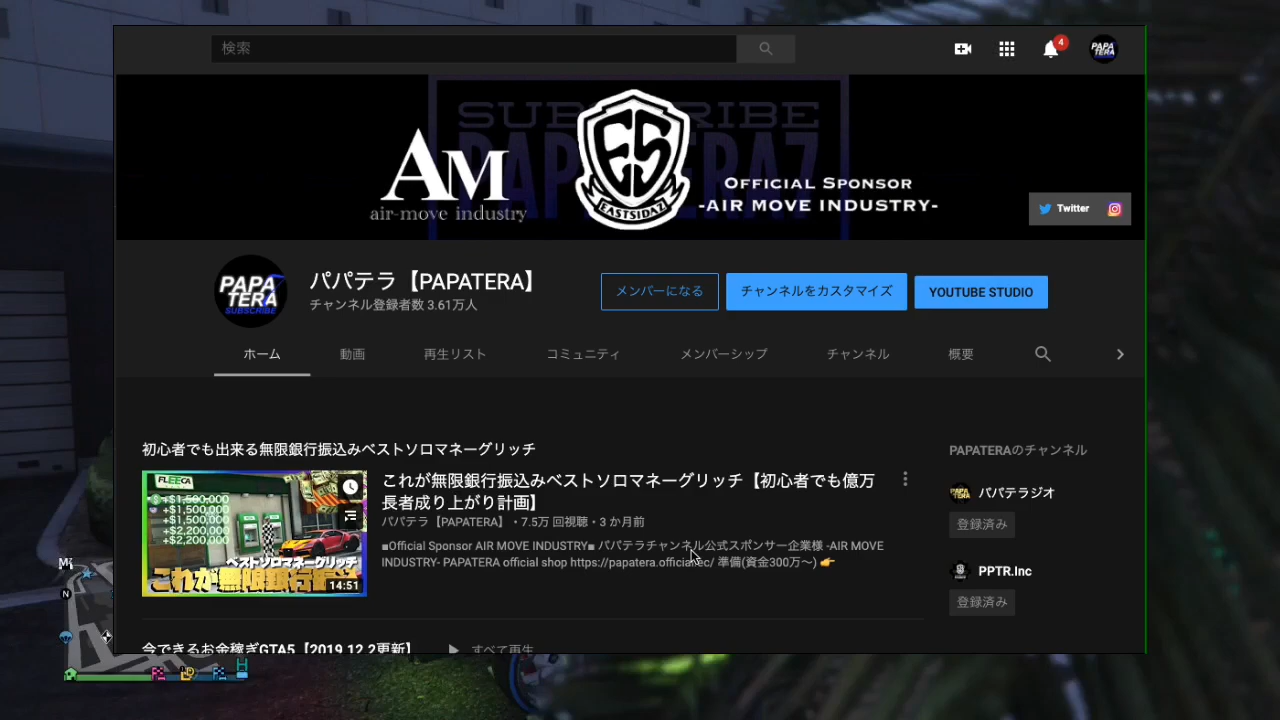 検索
4
PAPA TERA
SUBSCRIBE
AM
air-move industry
ES
EASTSIDAZ
OFFICIAL SPONSOR
-AIR MOVE INDUSTRY-
Twitter
PAPA
TERA
SUBSCRIBE
パパテラ【PAPATERA】
チャンネル登録者数 3.61万人
メンバーになる
チャンネルをカスタマイズ
YOUTUBE STUDIO
ホーム
動画
再生リスト
コミュニティ
メンバーシップ
チャンネル
概要
初心者でも出来る無限銀行振込みベストソロマネーグリッチ
PAPATERAのチャンネル
FLEECA
+$1,500,000
+$1,500,000
+$1,500,000
+$2,200,000
+$2,200,000
ベストソロマネーグリッチ
これが無限銀行振込み
14:51
これが無限銀行振込みベストソロマネーグリッチ【初心者でも億万
長者成り上がり計画】
パパテラ【PAPATERA】・7.5万 回視聴・3 か月前
■Official Sponsor AIR MOVE INDUSTRY■ パパテラチャンネル公式スポンサー企業様 -AIR MOVE
INDUSTRY- PAPATERA official shop https://papatera.official.ec/ 準備(資金300万〜) 👉
パパテラジオ
登録済み
PPTR.Inc
登録済み
今できるお金稼ぎGTA5【2019.12.2更新】
すべて再生
N